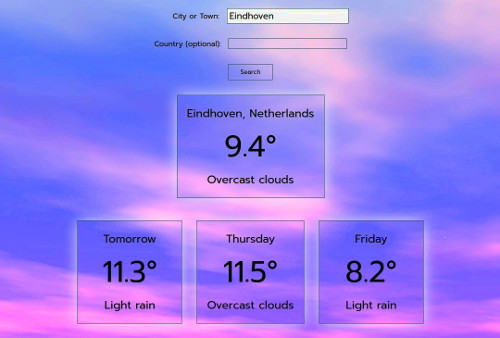 City or Town: Eindhoven
Country (optional):
Search
Eindhoven, Netherlands
9.4°
Overcast clouds
Tomorrow
11.3°
Light rain
Thursday
11.5°
Overcast clouds
Friday
8.2°
Light rain